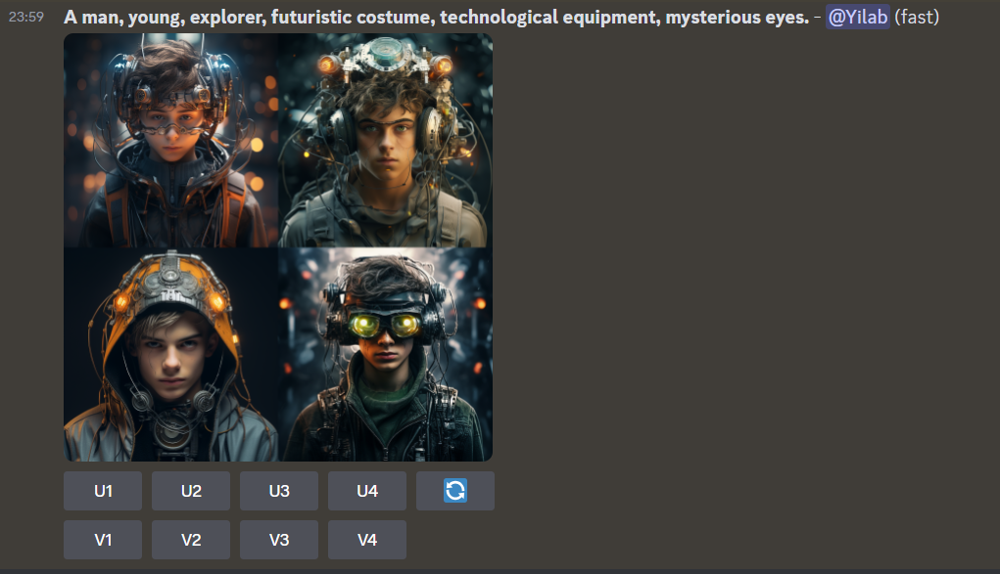 23:59 A man, young, explorer, futuristic costume, technological equipment, mysterious eyes. - @Yilab (fast)
U1 U2 U3 U4
V1 V2 V3 V4